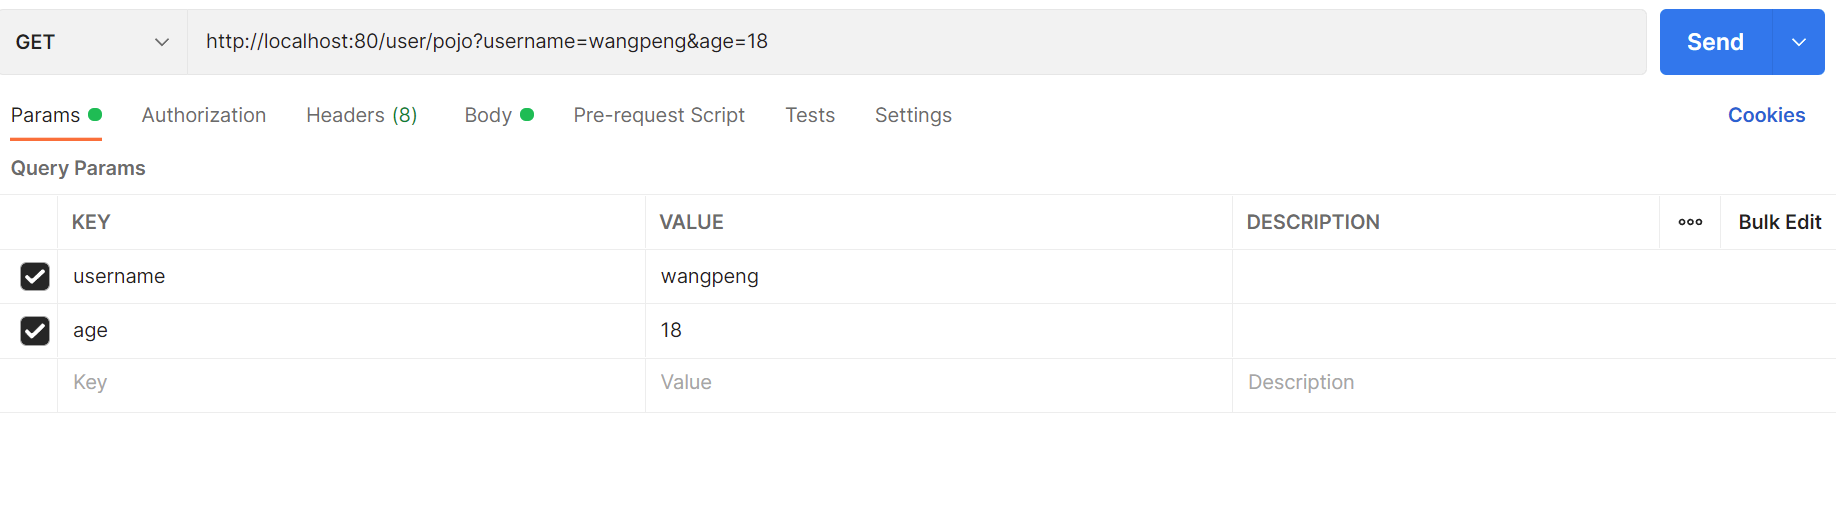 GET http://localhost:80/user/pojo?username=wangpeng&age=18 Send
Params Authorization Headers (8) Body Pre-request Script Tests Settings Cookies
Query Params
KEY VALUE DESCRIPTION ooo Bulk Edit
username wangpeng
age 18
Key Value Description